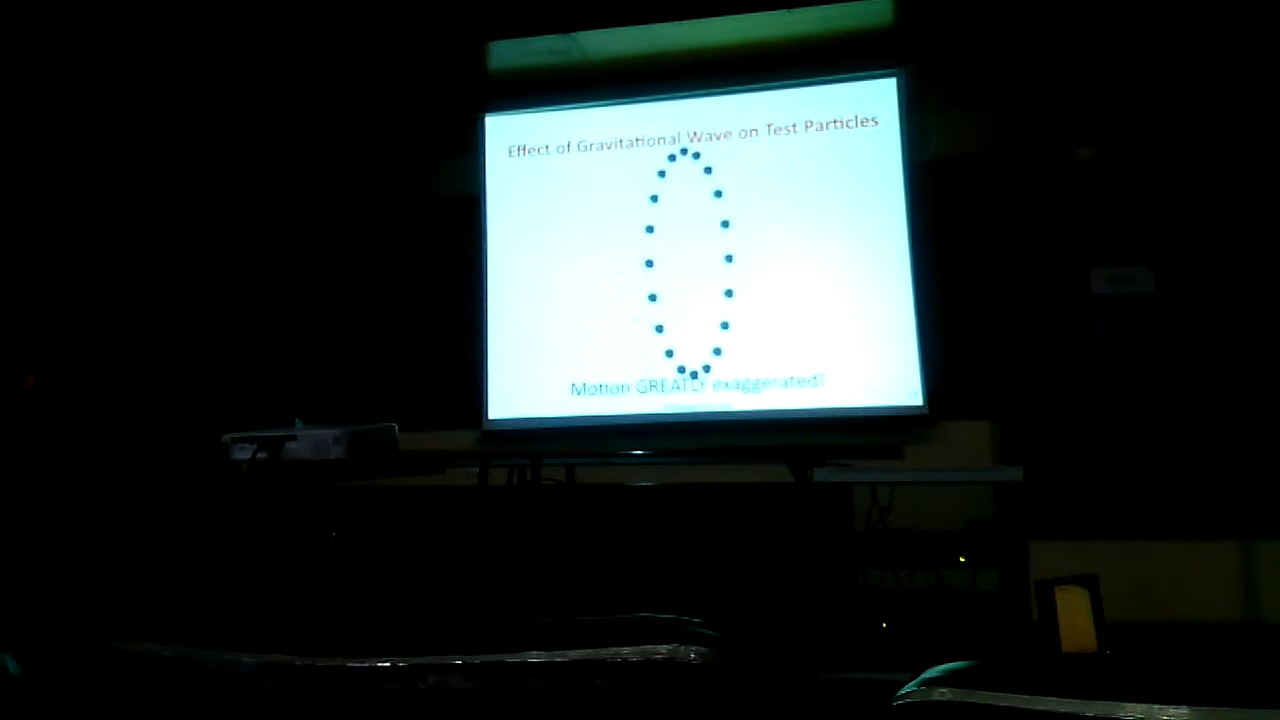 Effect of Gravitational Wave on Test Particles
Motion GREATLY exaggerated!